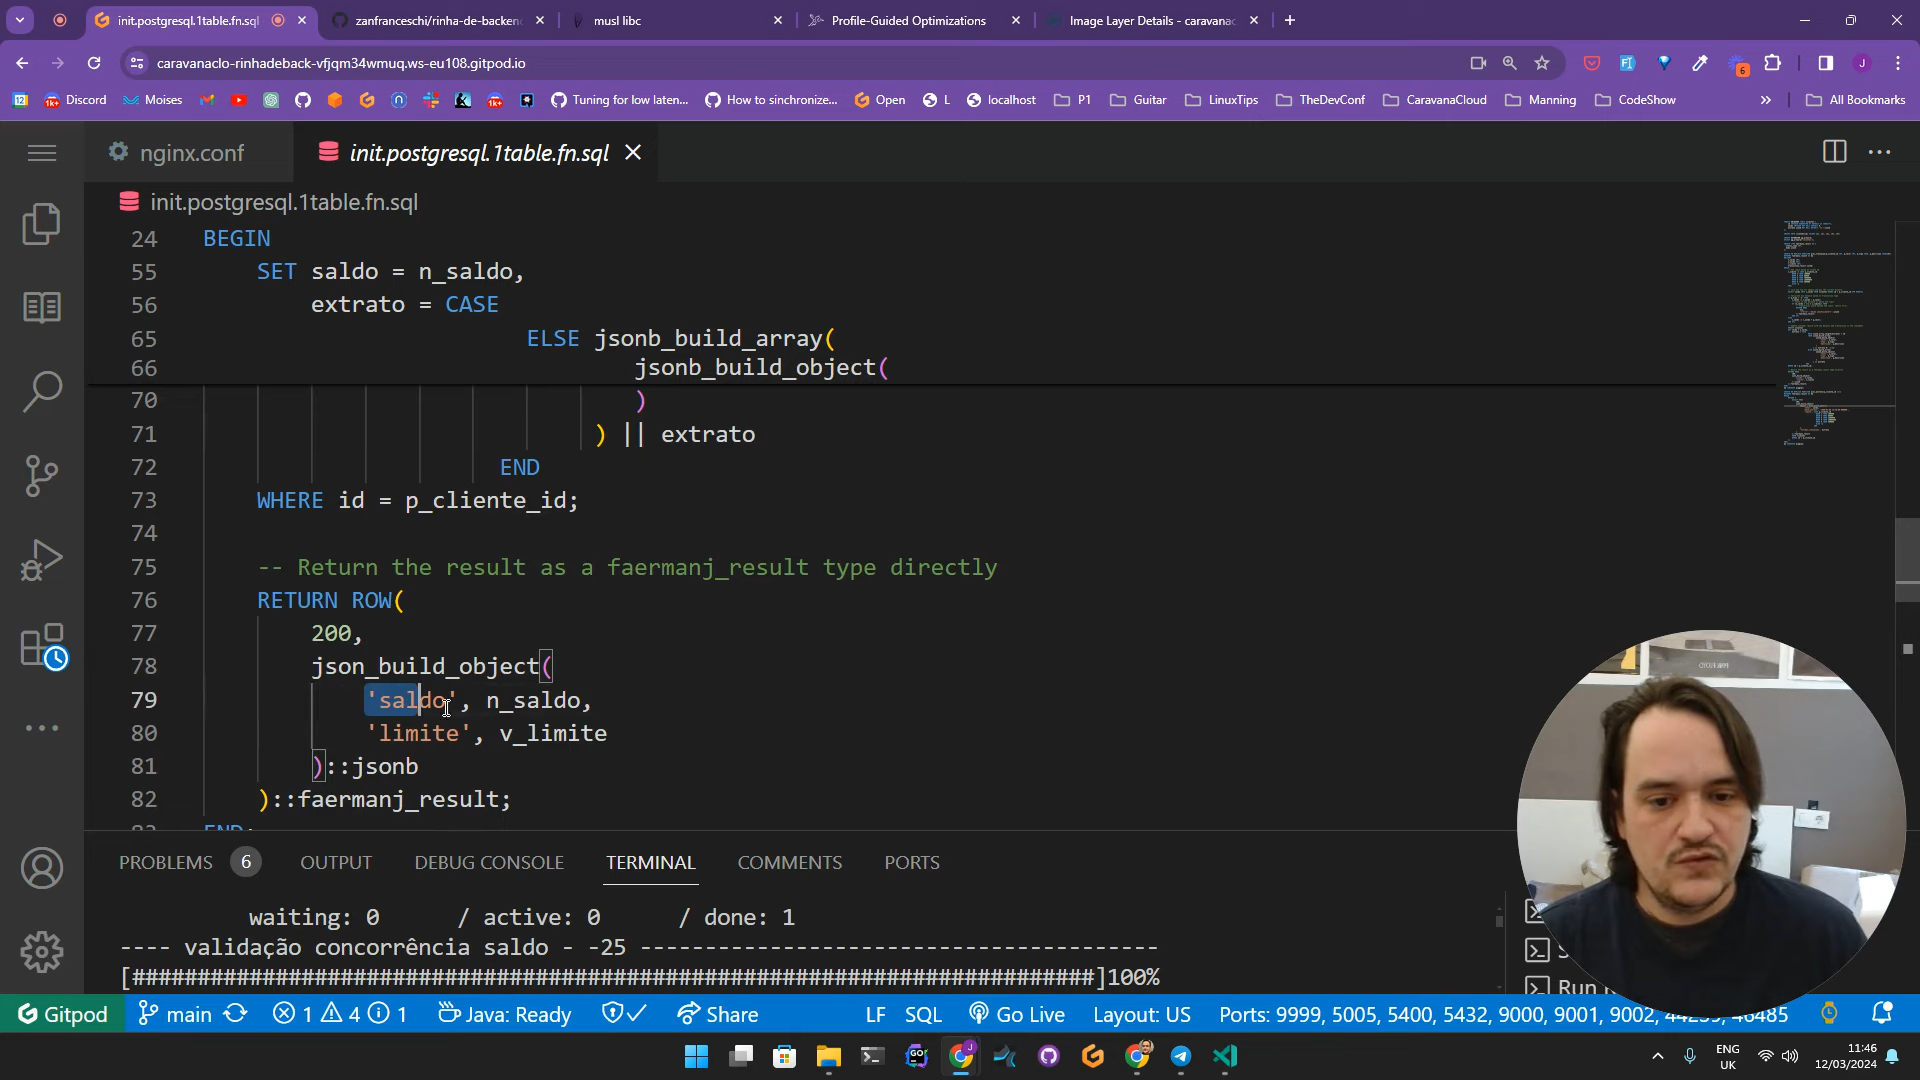 init.postgresql.1table.fn.sql
zanfranceschi/rinha-de-backen
musl libc
Profile-Guided Optimizations
Image Layer Details - caravanac
caravanaclo-rinhadeback-vfjqm34wmuq.ws-eu108.gitpod.io
6
J
12
Discord
Moises
Tuning for low laten...
How to sinchronize...
Open
L
localhost
P1
Guitar
LinuxTips
TheDevConf
CaravanaCloud
Manning
CodeShow
All Bookmarks
nginx.conf
init.postgresql.1table.fn.sql
init.postgresql.1table.fn.sql
24 BEGIN
55 SET saldo = n_saldo,
56 extrato = CASE
65 ELSE jsonb_build_array(
66 jsonb_build_object(
70 )
71 ) || extrato
72 END
73 WHERE id = p_cliente_id;
74
75 -- Return the result as a faermanj_result type directly
76 RETURN ROW(
77 200,
78 json_build_object(
79 'saldo', n_saldo,
80 'limite', v_limite
81 )::jsonb
82 )::faermanj_result;
83 END;
PROBLEMS 6 OUTPUT DEBUG CONSOLE TERMINAL COMMENTS PORTS
waiting: 0 / active: 0 / done: 1
---- validação concorrência saldo - -25 ---------------------------------------
[########################################################################]100%
Gitpod main 1 4 1 Java: Ready Share LF SQL Go Live Layout: US Ports: 9999, 5005, 5400, 5432, 9000, 9001, 9002, 44239, 46485
ENG
UK
11:46
12/03/2024